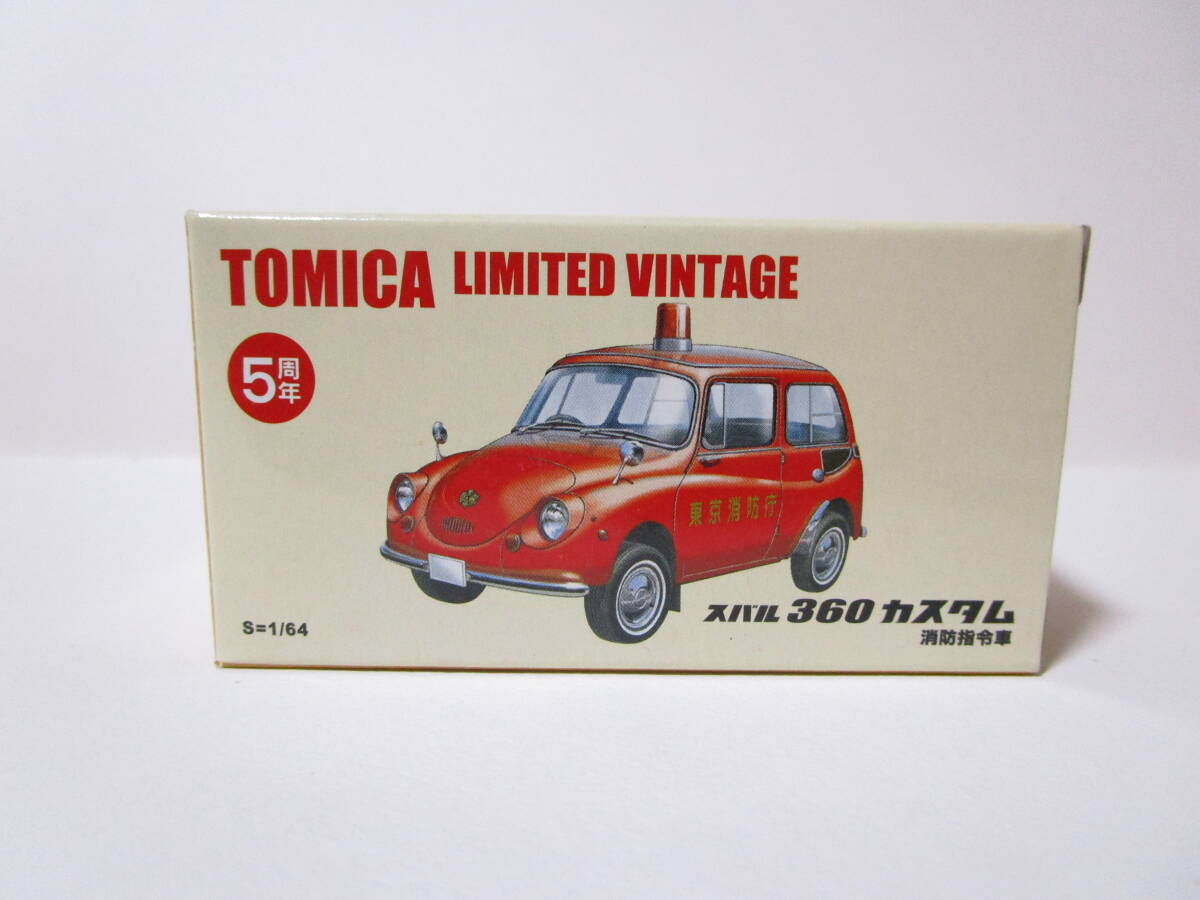 TOMICA LIMITED VINTAGE
5周年
東京消防庁
スバル 360 カスタム
消防指令車
S=1/64